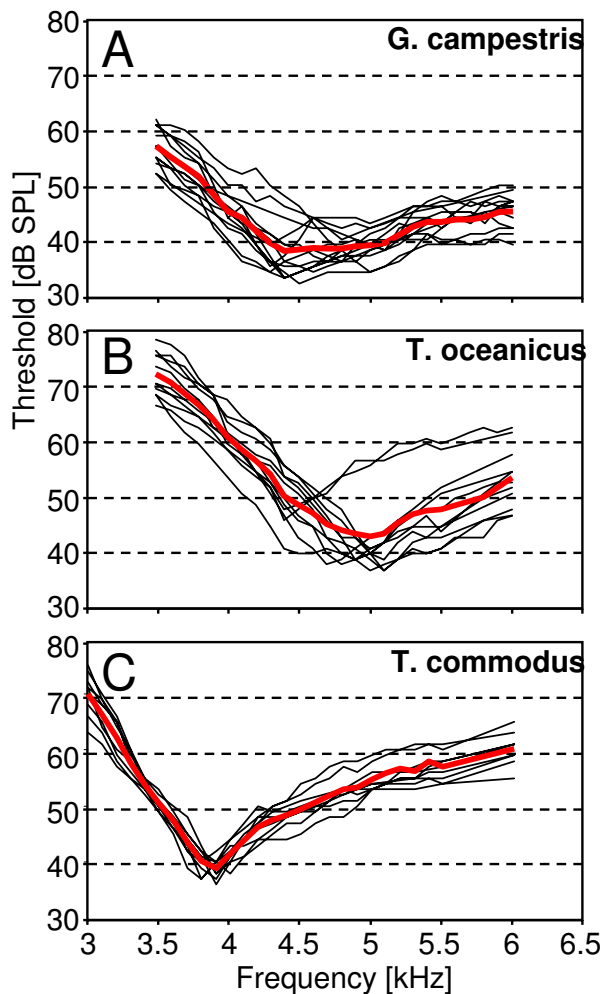 80
A
G. campestris
70
60
50
40
30
Threshold [dB SPL]
80
B
T. oceanicus
70
60
50
40
30
80
C
T. commodus
70
60
50
40
30
3 3.5 4 4.5 5 5.5 6 6.5
Frequency [kHz]